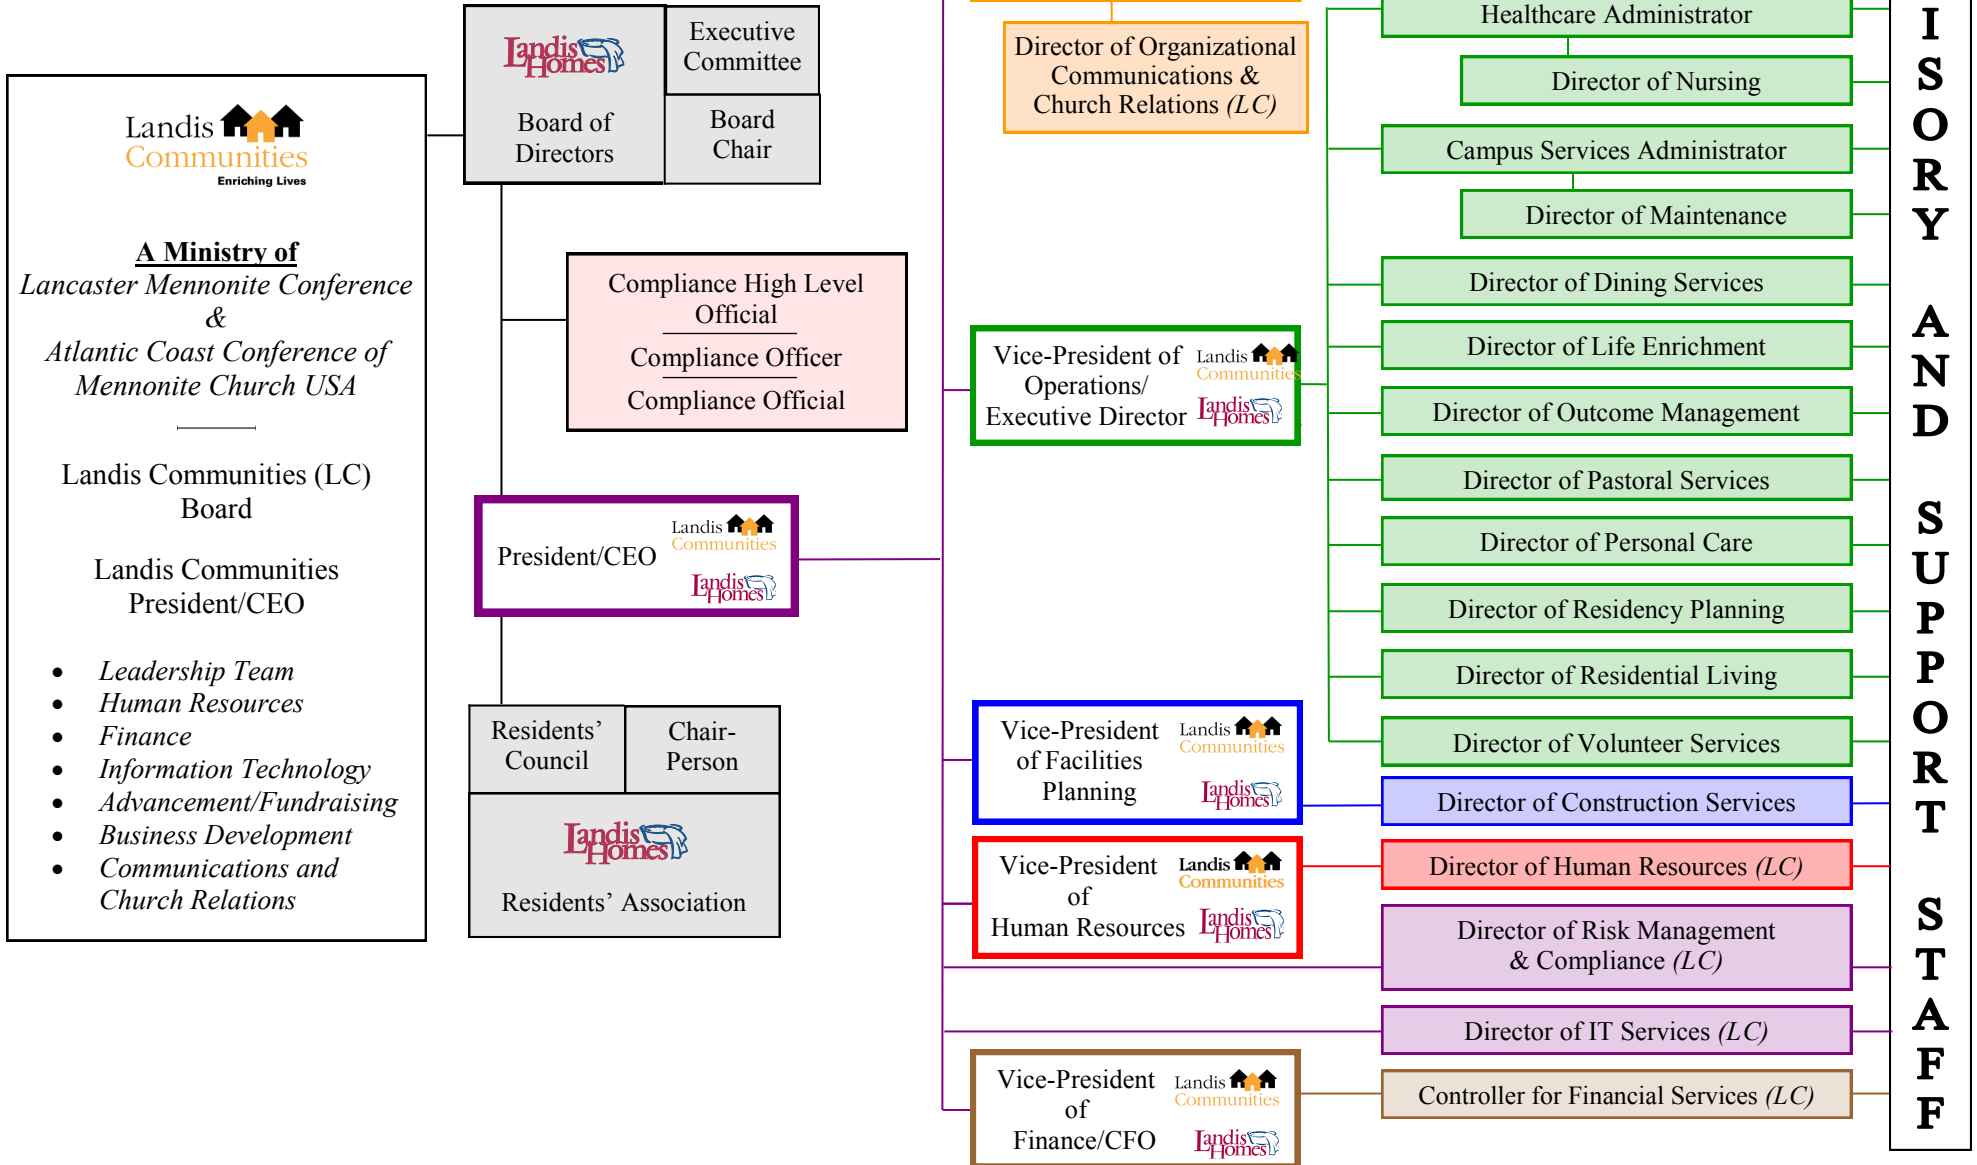 Landis
Communities
Enriching Lives
A Ministry of
Lancaster Mennonite Conference
&
Atlantic Coast Conference of
Mennonite Church USA
Landis Communities (LC)
Board
Landis Communities
President/CEO
• Leadership Team
• Human Resources
• Finance
• Information Technology
• Advancement/Fundraising
• Business Development
• Communications and
Church Relations
Landis
Homes
Board of
Directors
Executive
Committee
Board
Chair
Compliance High Level
Official
Compliance Officer
Compliance Official
President/CEO
Landis
Communities
Landis
Homes
Residents’
Council
Chair-
Person
Landis
Homes
Residents’ Association
Director of Organizational
Communications &
Church Relations (LC)
Vice-President of
Operations/
Executive Director
Landis
Communities
Landis
Homes
Vice-President
of Facilities
Planning
Landis
Communities
Landis
Homes
Vice-President
of
Human Resources
Landis
Communities
Landis
Homes
Vice-President
of
Finance/CFO
Landis
Communities
Landis
Homes
Healthcare Administrator
Director of Nursing
Campus Services Administrator
Director of Maintenance
Director of Dining Services
Director of Life Enrichment
Director of Outcome Management
Director of Pastoral Services
Director of Personal Care
Director of Residency Planning
Director of Residential Living
Director of Volunteer Services
Director of Construction Services
Director of Human Resources (LC)
Director of Risk Management
& Compliance (LC)
Director of IT Services (LC)
Controller for Financial Services (LC)
ISORY AND SUPPORT STAFF